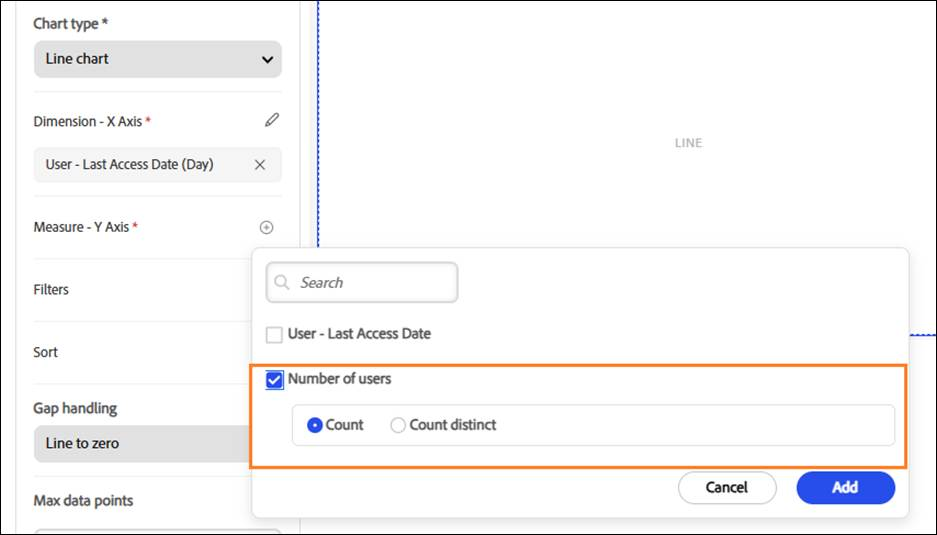 Chart type *
Line chart
Dimension - X Axis *
User - Last Access Date (Day)
Measure - Y Axis *
Filters
Sort
Gap handling
Line to zero
Max data points
LINE
Search
User - Last Access Date
Number of users
Count Count distinct
Cancel Add